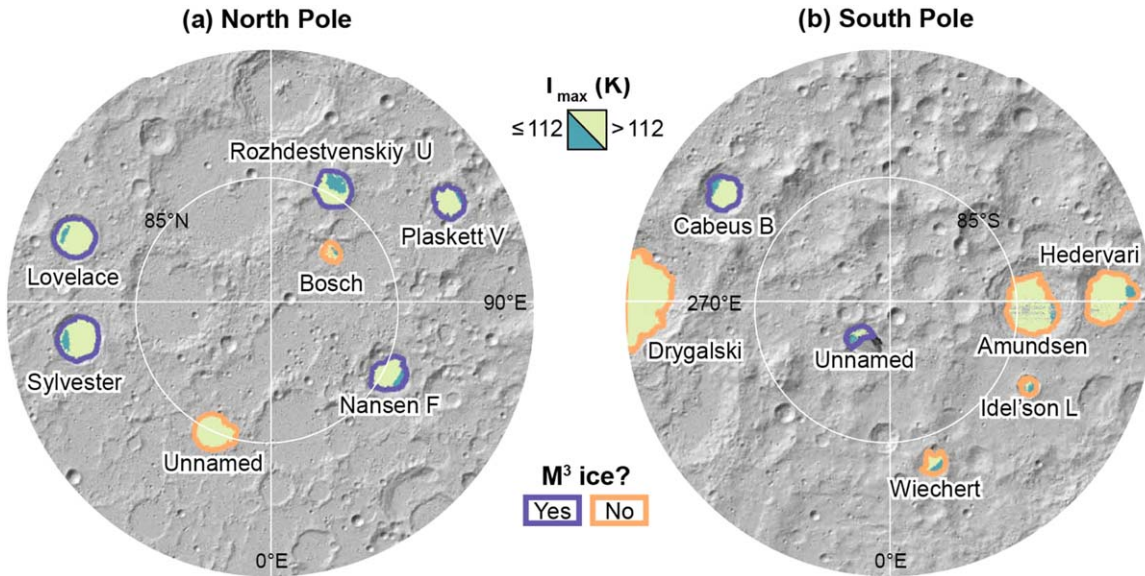 (a) North Pole
(b) South Pole
I max (K)
≤ 112 > 112
Rozhdestvenskiy U
85°N
Plaskett V
Lovelace
Bosch
90°E
Sylvester
Nansen F
Unnamed
0°E
M³ ice?
Yes No
Cabeus B
85°S
Hedervari
270°E
Drygalski
Unnamed
Amundsen
Idel'son L
Wiechert
0°E